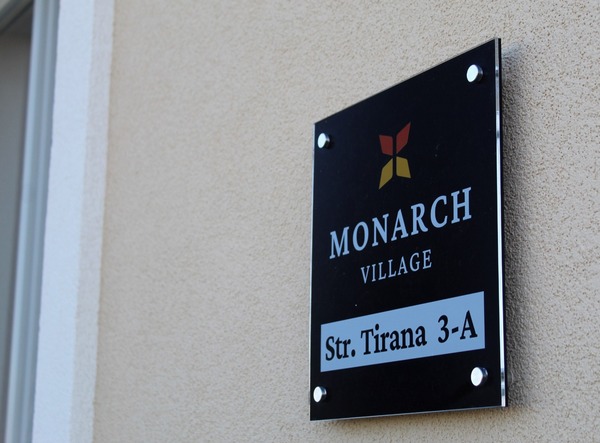 MONARCH
VILLAGE
Str. Tirana 3-A